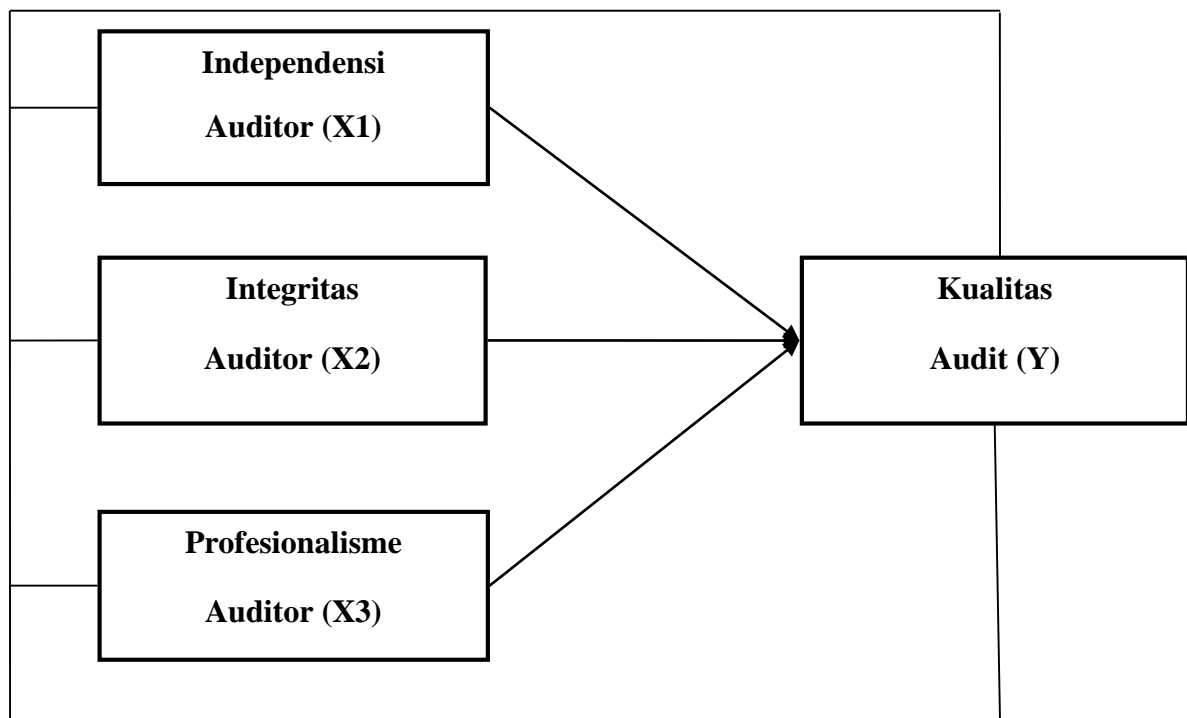 Independensi
Auditor (X1)
Integritas
Auditor (X2)
Kualitas
Audit (Y)
Profesionalisme
Auditor (X3)